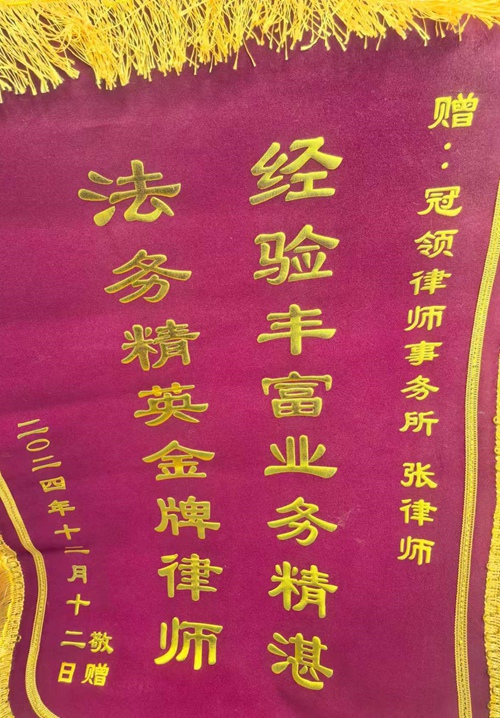 赠：冠领律师事务所 张律师
经验丰富业务精湛
法务精英金牌律师
二〇二四年十二月十二日
敬赠